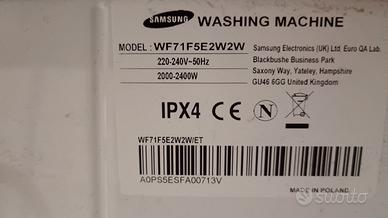 SAMSUNG WASHING MACHINE
MODEL : WF71F5E2W2W
220-240V~50Hz
2000-2400W
Samsung Electronics (UK) Ltd, Euro QA Lab.
Blackbushe Business Park
Saxony Way, Yateley, Hampshire
GU46 6GG United Kingdom
IPX4 CE N
WF71F5E2W2W/ET
A0PS5ESFA00713V
MADE IN POLAND
subito